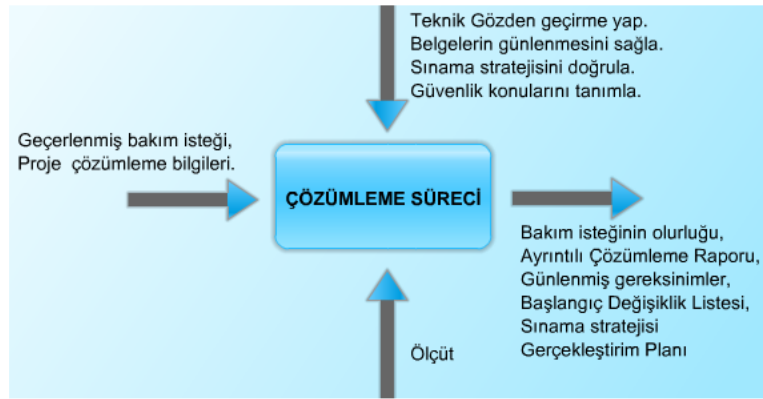 Teknik Gözden geçirme yap.
Belgelerin günlenmesini sağla.
Sınama stratejisini doğrula.
Güvenlik konularını tanımla.
Geçerlenmiş bakım isteği,
Proje çözümleme bilgileri.
ÇÖZÜMLEME SÜRECİ
Bakım isteğinin olurluğu,
Ayrıntılı Çözümleme Raporu,
Günlenmiş gereksinimler,
Başlangıç Değişiklik Listesi,
Sınama stratejisi
Gerçekleştirim Planı
Ölçüt